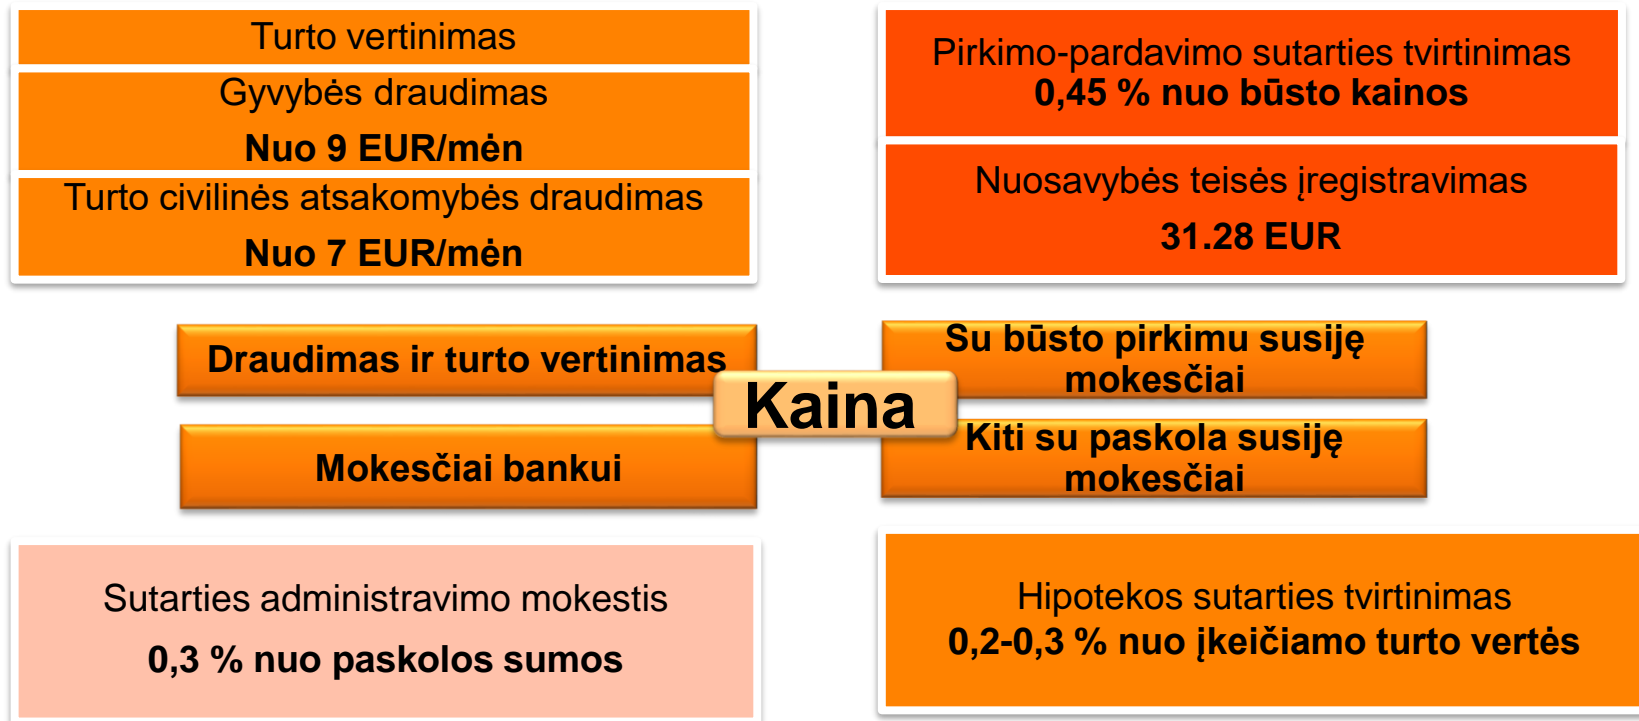 Turto vertinimas
Gyvybės draudimas
Nuo 9 EUR/mėn
Turto civilinės atsakomybės draudimas
Nuo 7 EUR/mėn
Pirkimo-pardavimo sutarties tvirtinimas
0,45 % nuo būsto kainos
Nuosavybės teisės įregistravimas
31.28 EUR
Draudimas ir turto vertinimas
Su būsto pirkimu susiję
mokesčiai
Kaina
Mokesčiai bankui
Kiti su paskola susiję
mokesčiai
Sutarties administravimo mokestis
0,3 % nuo paskolos sumos
Hipotekos sutarties tvirtinimas
0,2-0,3 % nuo įkeičiamo turto vertės